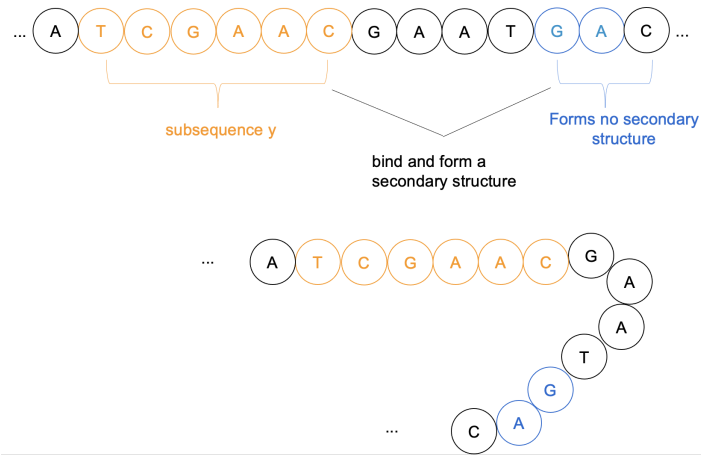 ... A T C G A A C G A A T G A C ...
subsequence y
Forms no secondary
structure
bind and form a
secondary structure
... A T C G A A C G
A
A
T
G
A
... C